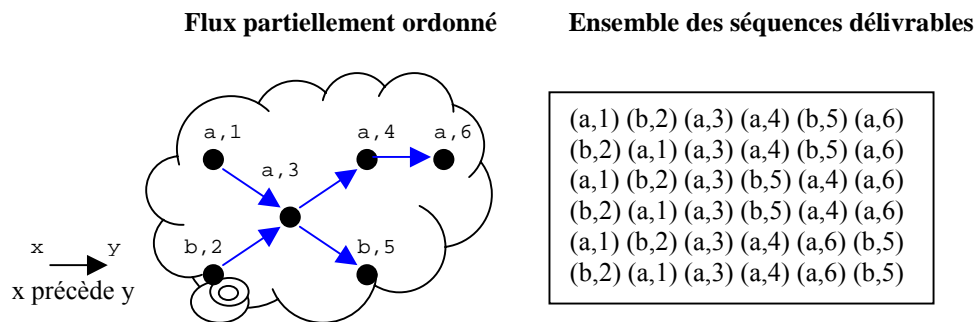 Flux partiellement ordonné
Ensemble des séquences délivrables
a,1
a,4
a,6
a,3
b,2
b,5
x y
x précède y
(a,1) (b,2) (a,3) (a,4) (b,5) (a,6)
(b,2) (a,1) (a,3) (a,4) (b,5) (a,6)
(a,1) (b,2) (a,3) (b,5) (a,4) (a,6)
(b,2) (a,1) (a,3) (b,5) (a,4) (a,6)
(a,1) (b,2) (a,3) (a,4) (a,6) (b,5)
(b,2) (a,1) (a,3) (a,4) (a,6) (b,5)